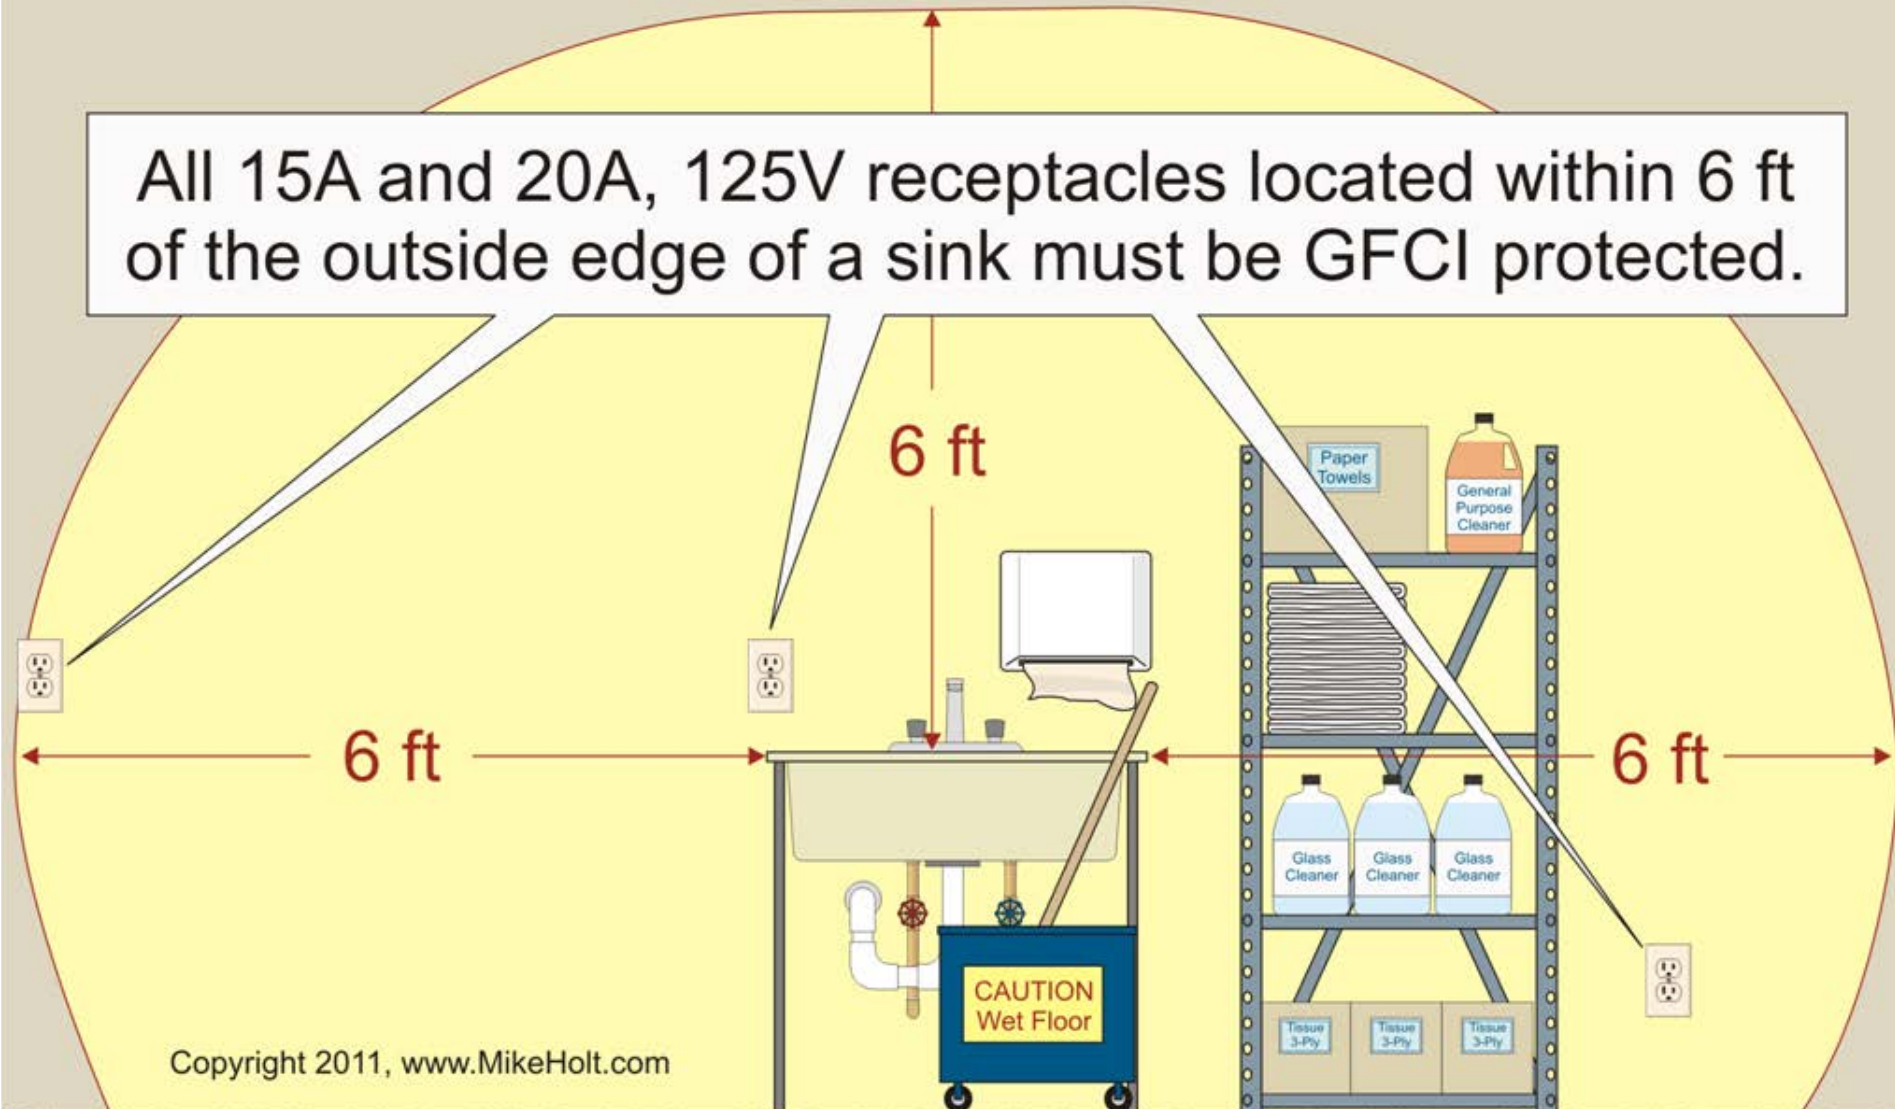 All 15A and 20A, 125V receptacles located within 6 ft
of the outside edge of a sink must be GFCI protected.
6 ft
Paper
Towels
General
Purpose
Cleaner
6 ft
6 ft
Glass
Cleaner
Glass
Cleaner
Glass
Cleaner
CAUTION
Wet Floor
Tissue
3-Ply
Tissue
3-Ply
Tissue
3-Ply
Copyright 2011, www.MikeHolt.com